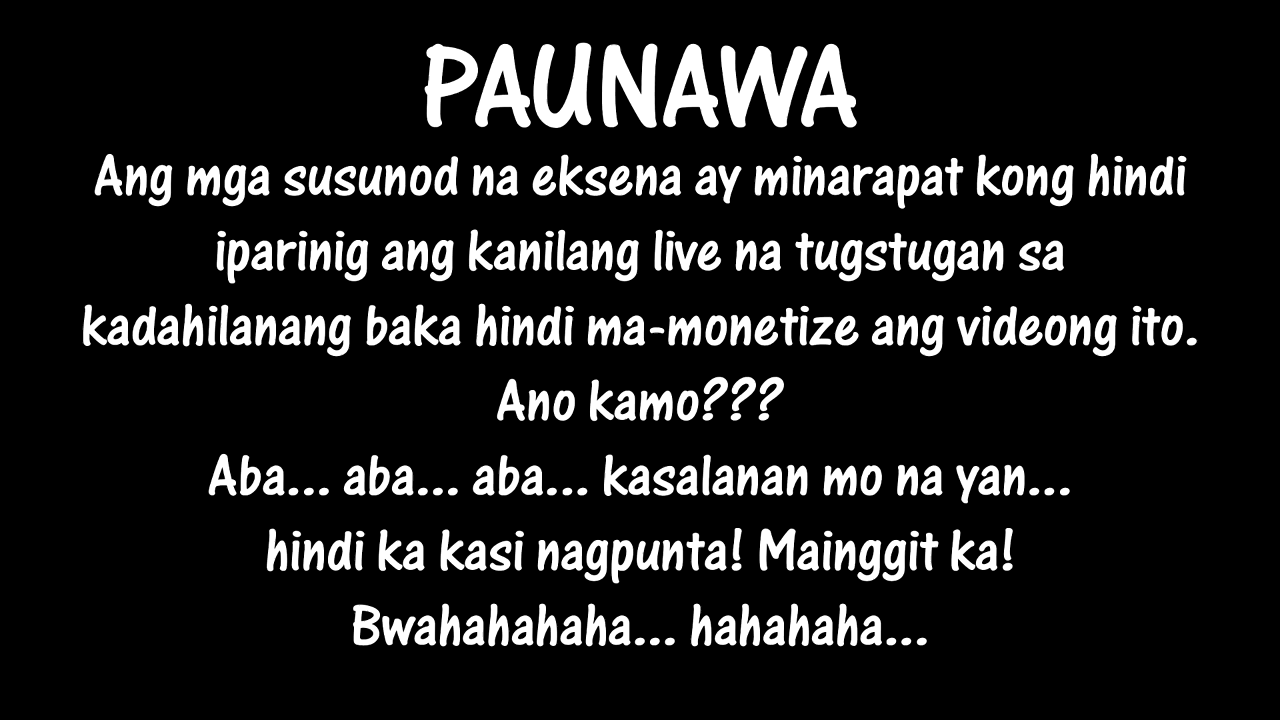 PAUNAWA
Ang mga susunod na eksena ay minarapat kong hindi
iparinig ang kanilang live na tugstugan sa
kadahilanang baka hindi ma-monetize ang videong ito.
Ano kamo???
Aba... aba... aba... kasalanan mo na yan...
hindi ka kasi nagpunta! Mainggit ka!
Bwahahahaha... hahahaha...